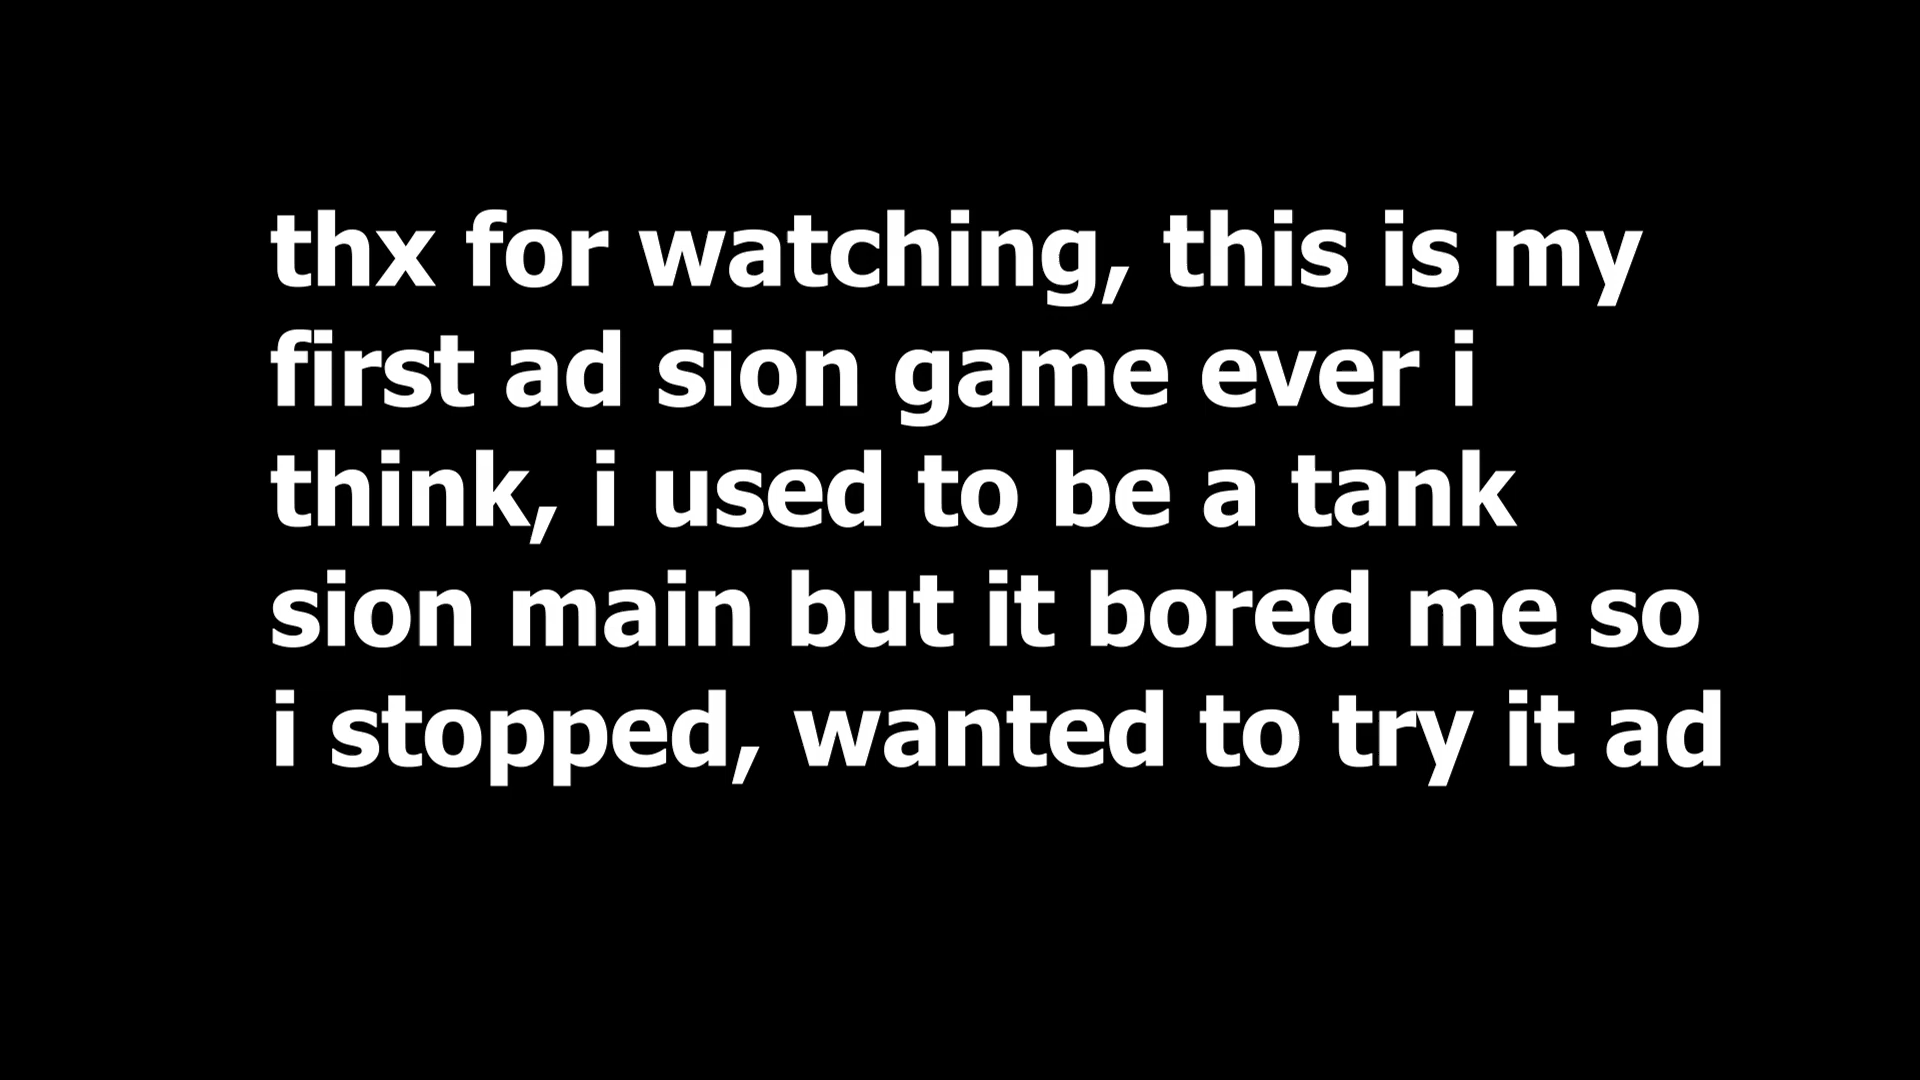 thx for watching, this is my
first ad sion game ever i
think, i used to be a tank
sion main but it bored me so
i stopped, wanted to try it ad